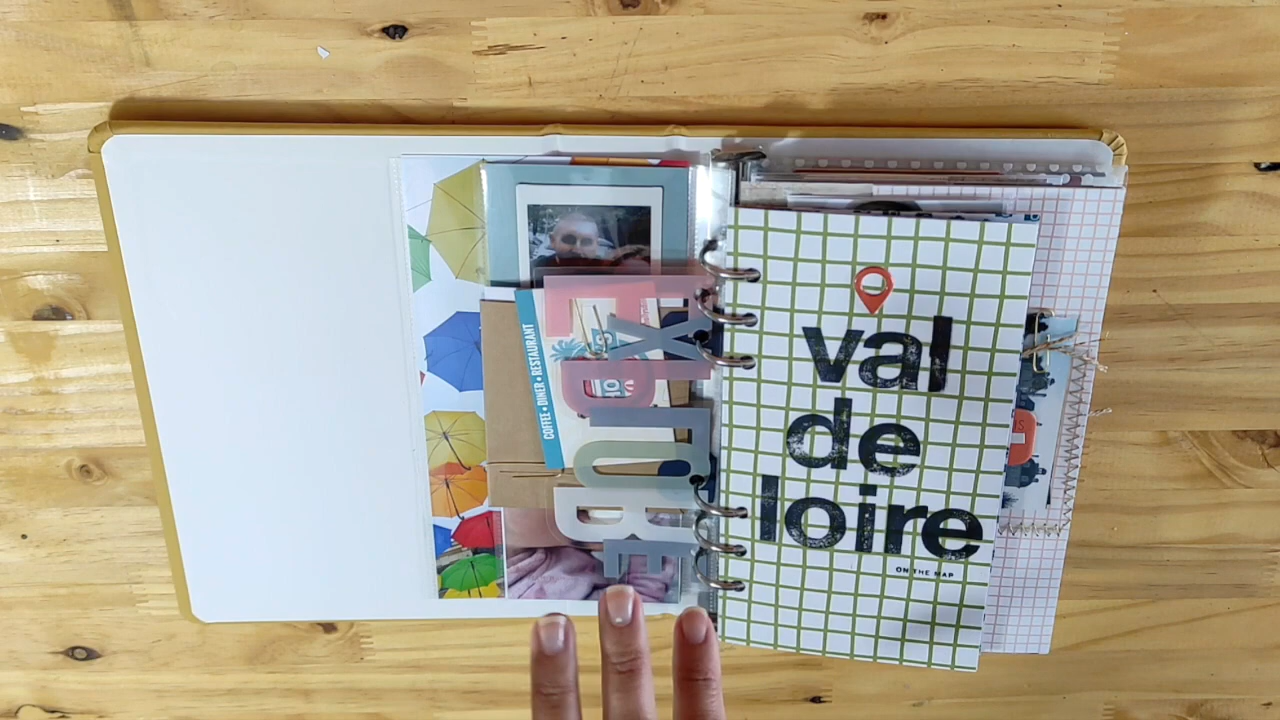 COFFEE • DINER • RESTAURANT
EXPLORE
val
de
loire
ON THE MAP